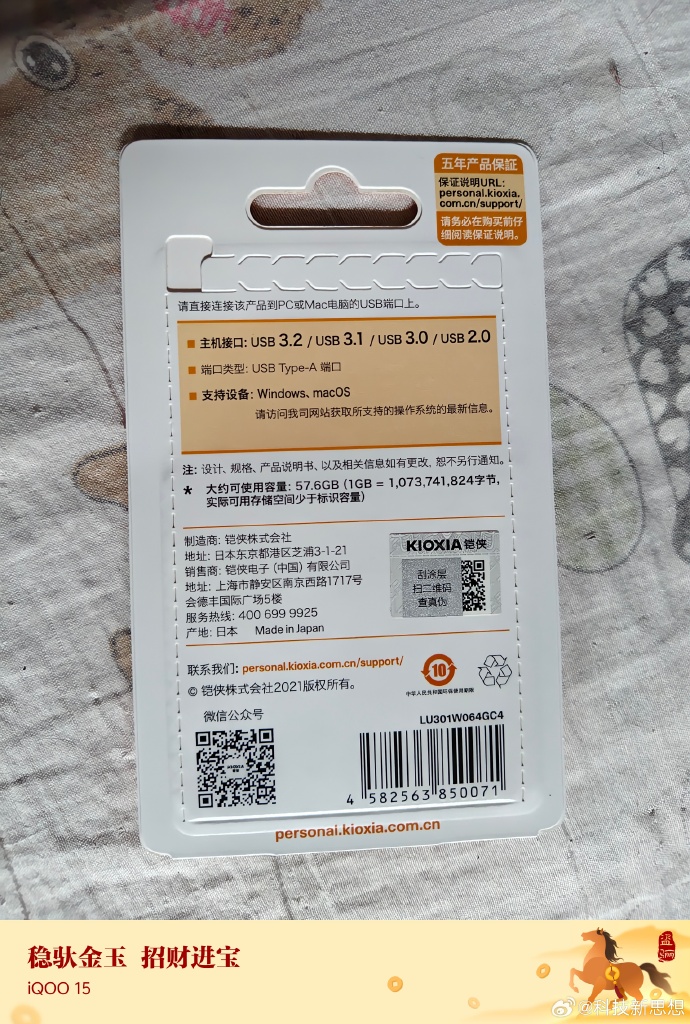 五年产品保证
保证说明URL:
personal.kioxia.
com.cn/support/
请务必在购买前仔
细阅读保证说明。
请直接连接该产品到PC或Mac电脑的USB端口上。
■ 主机接口: USB 3.2 / USB 3.1 / USB 3.0 / USB 2.0
■ 端口类型: USB Type-A 端口
■ 支持设备: Windows、macOS
请访问我司网站获取所支持的操作系统的最新信息。
注: 设计、规格、产品说明书、以及相关信息如有更改, 恕不另行通知。
* 大约可使用容量: 57.6GB (1GB = 1,073,741,824字节,
实际可用存储空间少于标识容量)
制造商: 铠侠株式会社
地址: 日本东京都港区芝浦3-1-21
销售商: 铠侠电子 (中国) 有限公司
地址: 上海市静安区南京西路1717号
会德丰国际广场5楼
服务热线: 400 699 9925
产地: 日本 Made in Japan
KIOXIA 铠侠
刮涂层
扫二维码
查真伪
联系我们: personal.kioxia.com.cn/support/
© 铠侠株式会社2021版权所有。
10
中华人民共和国环保使用期限
微信公众号
KIOXIA
LU301W064GC4
4 582563 850071
personal.kioxia.com.cn
稳驮金玉 招财进宝
iQOO 15
@科技新思想